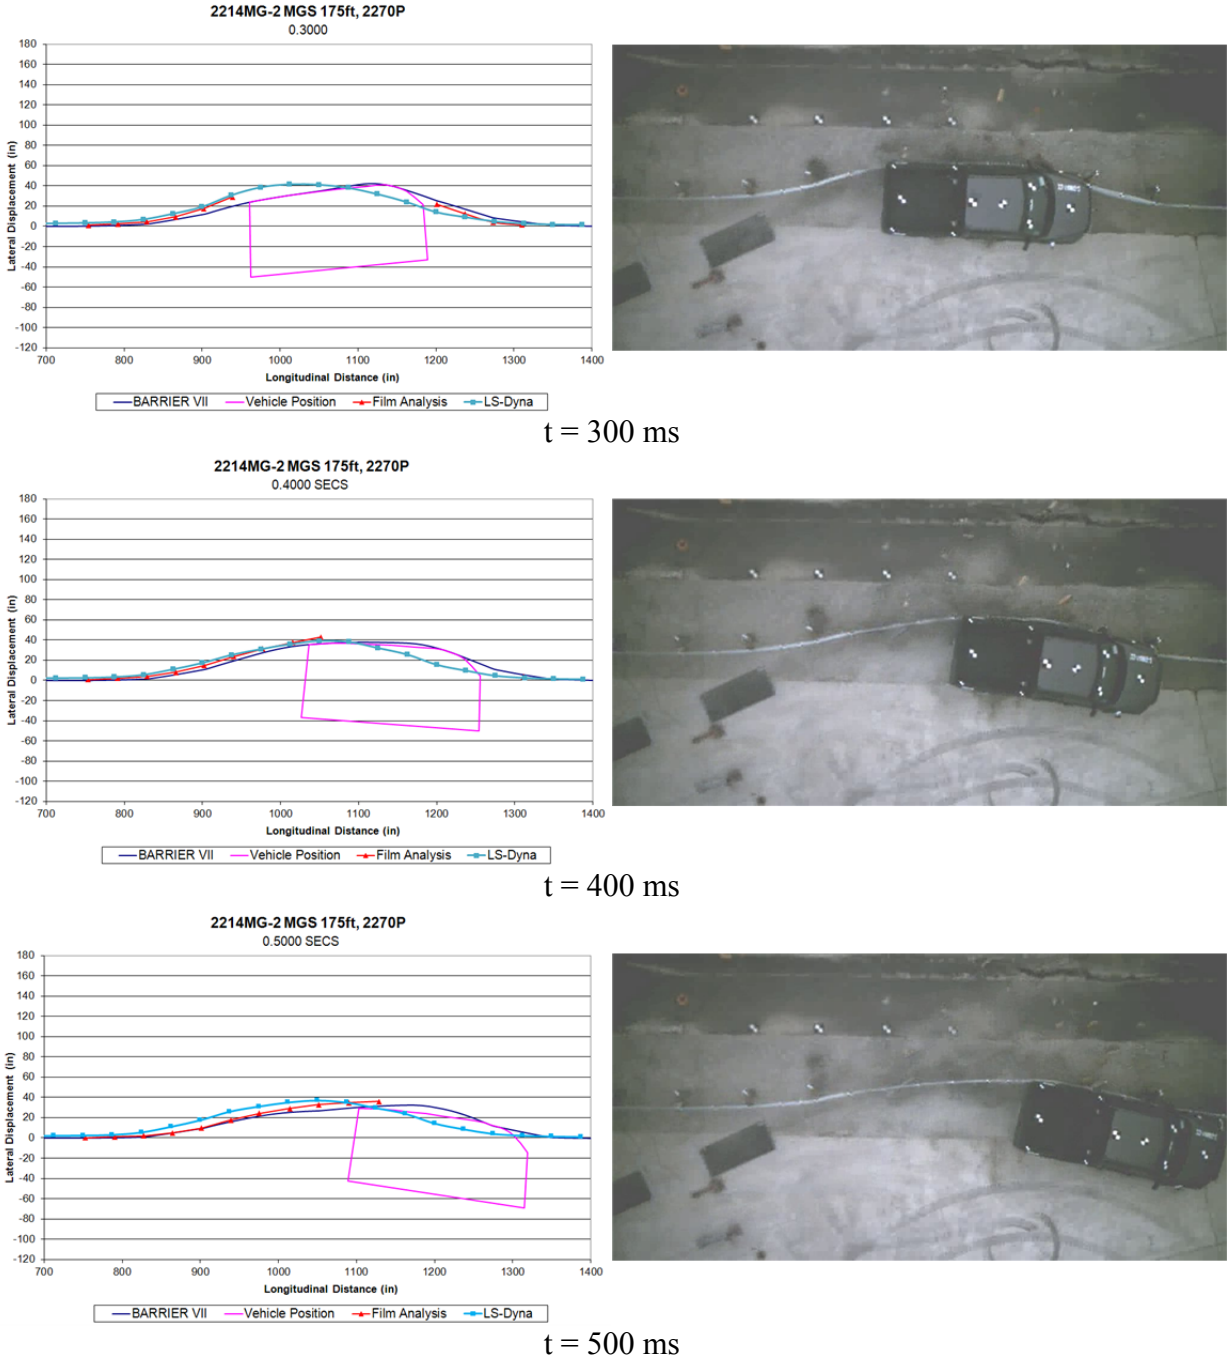 2214MG-2 MGS 175ft, 2270P
0.3000
Lateral Displacement (in)
180
160
140
120
100
80
60
40
20
0
-20
-40
-60
-80
-100
-120
700 800 900 1000 1100 1200 1300 1400
Longitudinal Distance (in)
BARRIER VII Vehicle Position Film Analysis LS-Dyna
t = 300 ms
2214MG-2 MGS 175ft, 2270P
0.4000 SECS
Lateral Displacement (in)
180
160
140
120
100
80
60
40
20
0
-20
-40
-60
-80
-100
-120
700 800 900 1000 1100 1200 1300 1400
Longitudinal Distance (in)
BARRIER VII Vehicle Position Film Analysis LS-Dyna
t = 400 ms
2214MG-2 MGS 175ft, 2270P
0.5000 SECS
Lateral Displacement (in)
180
160
140
120
100
80
60
40
20
0
-20
-40
-60
-80
-100
-120
700 800 900 1000 1100 1200 1300 1400
Longitudinal Distance (in)
BARRIER VII Vehicle Position Film Analysis LS-Dyna
t = 500 ms